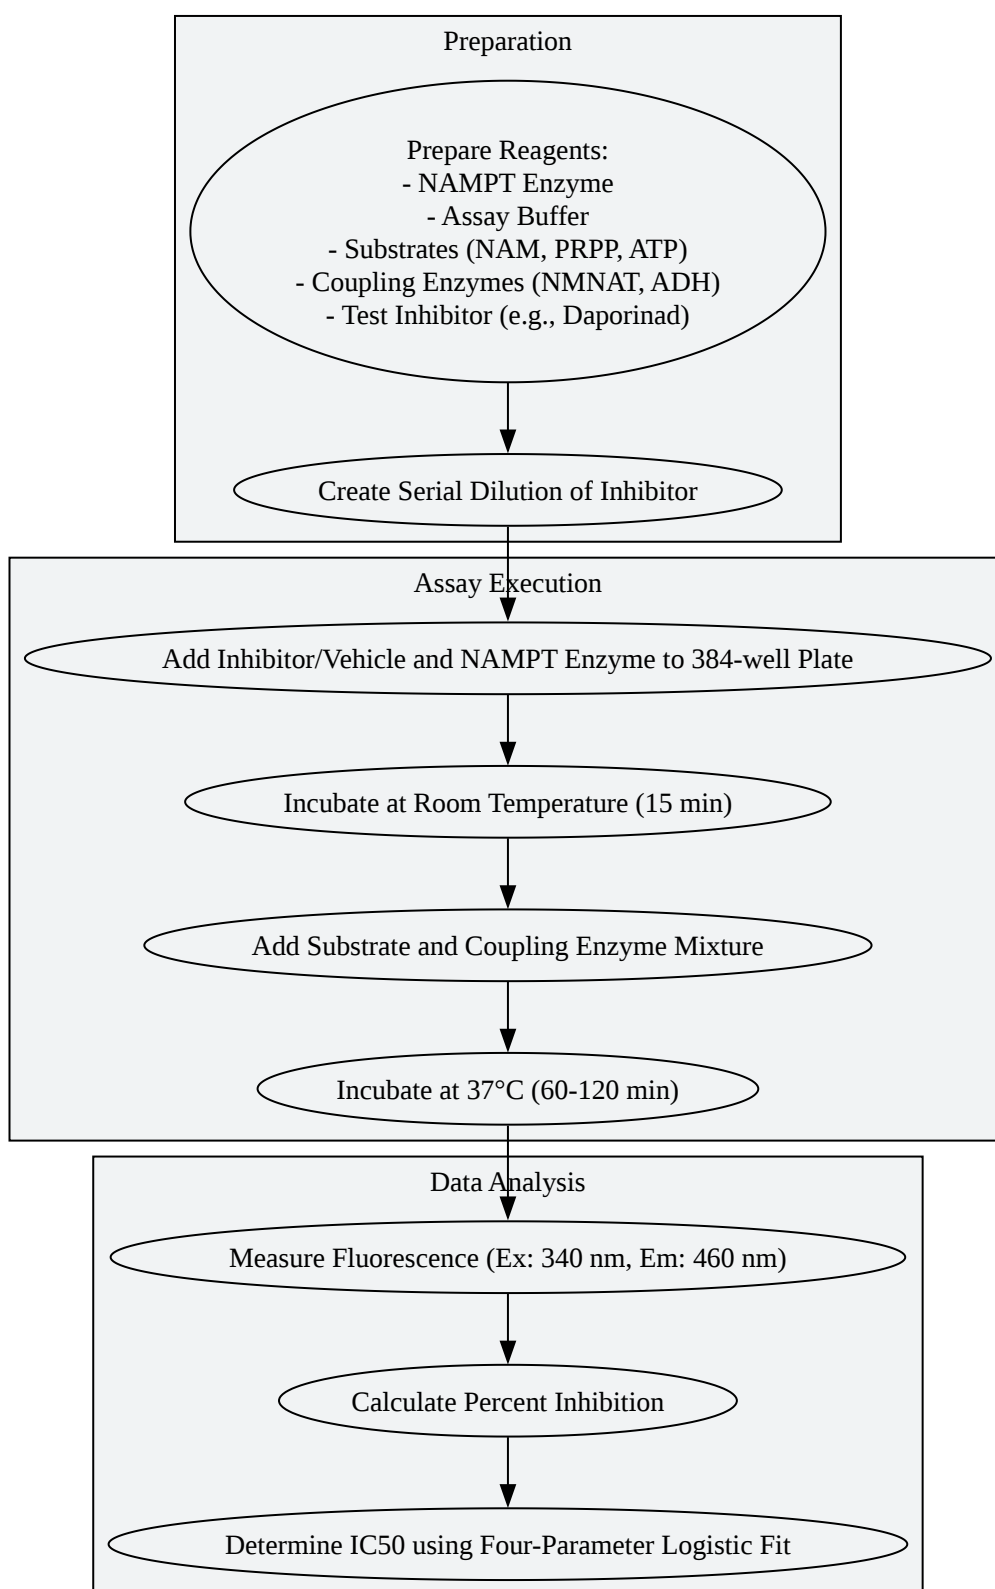 Preparation
Prepare Reagents:
- NAMPT Enzyme
- Assay Buffer
- Substrates (NAM, PRPP, ATP)
- Coupling Enzymes (NMNAT, ADH)
- Test Inhibitor (e.g., Daporinad)
Create Serial Dilution of Inhibitor
Assay Execution
Add Inhibitor/Vehicle and NAMPT Enzyme to 384-well Plate
Incubate at Room Temperature (15 min)
Add Substrate and Coupling Enzyme Mixture
Incubate at 37°C (60-120 min)
Data Analysis
Measure Fluorescence (Ex: 340 nm, Em: 460 nm)
Calculate Percent Inhibition
Determine IC50 using Four-Parameter Logistic Fit